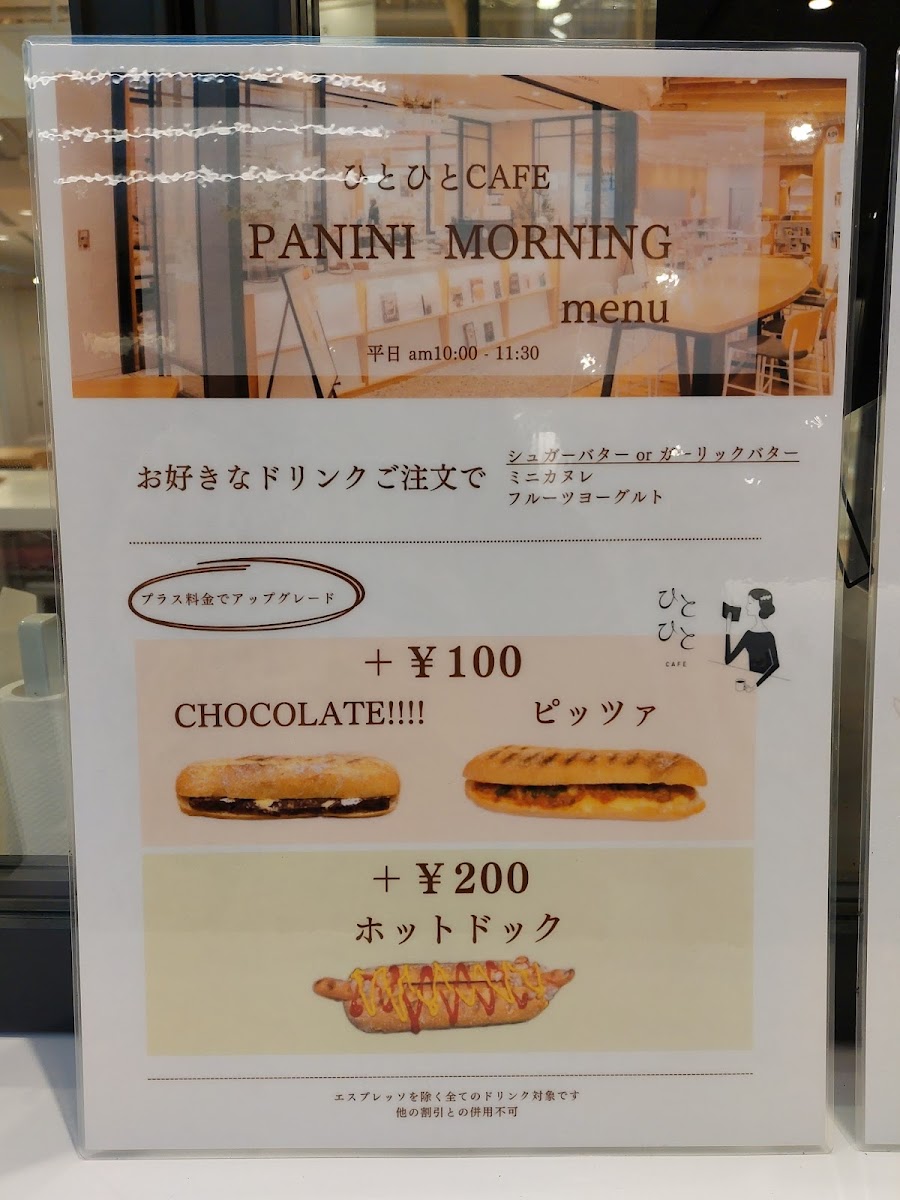 ひとひとCAFE
PANINI MORNING
menu
平日 am10:00 - 11:30
お好きなドリンクご注文で
シュガーバター or ガーリックバター
ミニカヌレ
フルーツヨーグルト
プラス料金でアップグレード
ひと
ひと
CAFE
+ ¥100
CHOCOLATE!!!!
ピッツァ
+ ¥200
ホットドック
エスプレッソを除く全てのドリンク対象です
他の割引との併用不可